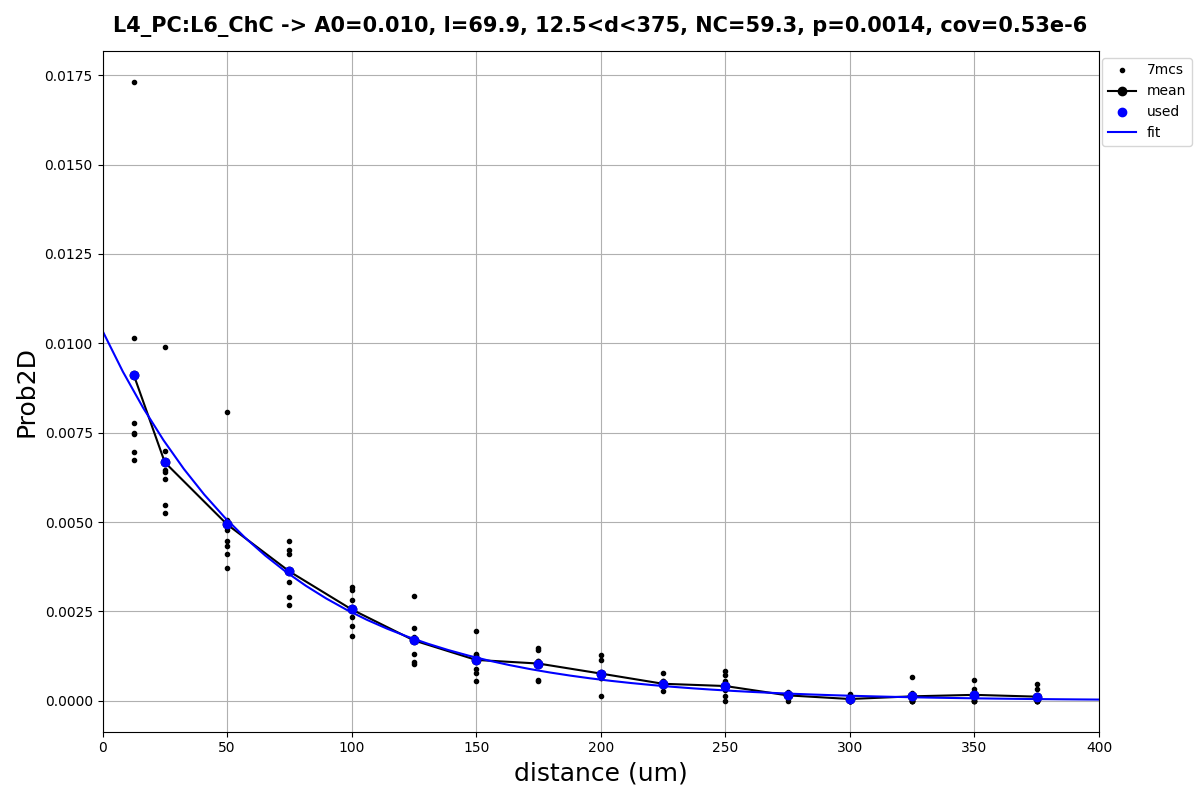 L4_PC:L6_ChC -> A0=0.010, l=69.9, 12.5<d<375, NC=59.3, p=0.0014, cov=0.53e-6
7mcs
mean
used
fit
0.0175
0.0150
0.0125
0.0100
0.0075
0.0050
0.0025
0.0000
Prob2D
0 50 100 150 200 250 300 350 400
distance (um)